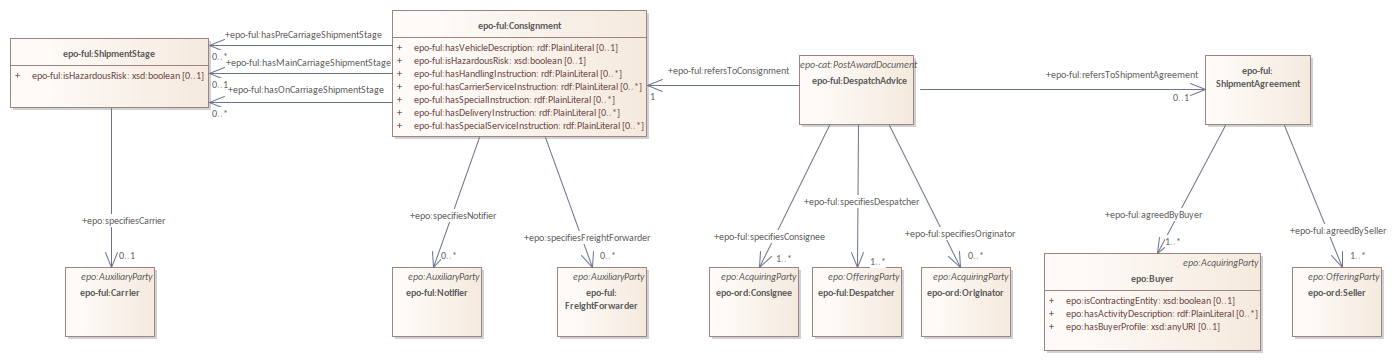 epo-ful:ShipmentStage
+ epo-ful:isHazardousRisk: xsd:boolean [0..1]
+epo-ful:hasPreCarriageShipmentStage
0..*
+epo-ful:hasMainCarriageShipmentStage
0..1
+epo-ful:hasOnCarriageShipmentStage
0..*
epo-ful:Consignment
+ epo-ful:hasVehicleDescription: rdf:PlainLiteral [0..1]
+ epo-ful:isHazardousRisk: xsd:boolean [0..1]
+ epo-ful:hasHandlingInstruction: rdf:PlainLiteral [0..*]
+ epo-ful:hasCarrierServiceInstruction: rdf:PlainLiteral [0..*]
+ epo-ful:hasSpecialInstruction: rdf:PlainLiteral [0..*]
+ epo-ful:hasDeliveryInstruction: rdf:PlainLiteral [0..*]
+ epo-ful:hasSpecialServiceInstruction: rdf:PlainLiteral [0..*]
+epo-ful:refersToConsignment
1
epo-cat:PostAwardDocument
epo-ful:DespatchAdvice
+epo-ful:refersToShipmentAgreement
0..1
epo-ful:
ShipmentAgreement
+epo:specifiesCarrier
0..1
+epo:specifiesNotifier
0..*
+epo:specifiesFreightForwarder
0..*
+epo-ful:specifiesConsignee
1..*
+epo-ful:specifiesDespatcher
1..*
+epo-ful:specifiesOriginator
0..*
+epo-ful:agreedByBuyer
1..*
+epo-ful:agreedBySeller
1..*
epo:AuxiliaryParty
epo-ful:Carrier
epo:AuxiliaryParty
epo-ful:Notifier
epo:AuxiliaryParty
epo-ful:
FreightForwarder
epo:AcquiringParty
epo-ord:Consignee
epo:OfferingParty
epo-ful:Despatcher
epo:AcquiringParty
epo-ord:Originator
epo:AcquiringParty
epo:Buyer
+ epo:isContractingEntity: xsd:boolean [0..1]
+ epo:hasActivityDescription: rdf:PlainLiteral [0..*]
+ epo:hasBuyerProfile: xsd:anyURI [0..1]
epo:OfferingParty
epo-ord:Seller